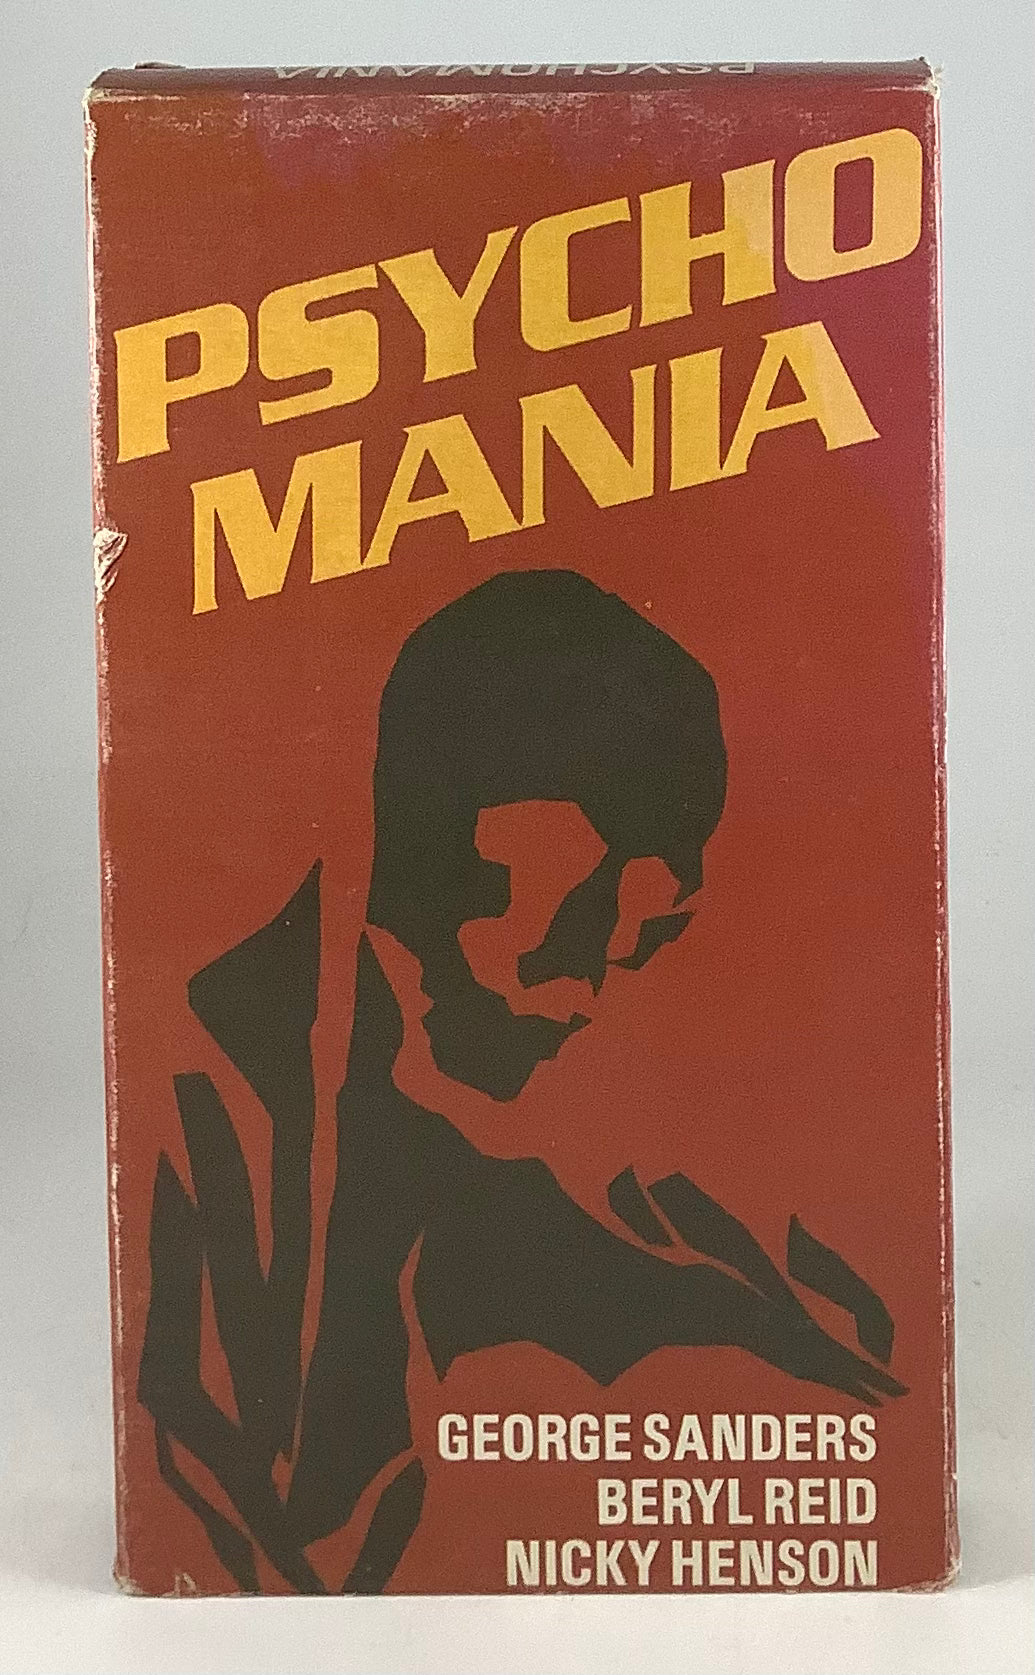 PSYCHOMANIA
PSYCHO
MANIA
GEORGE SANDERS
BERYL REID
NICKY HENSON